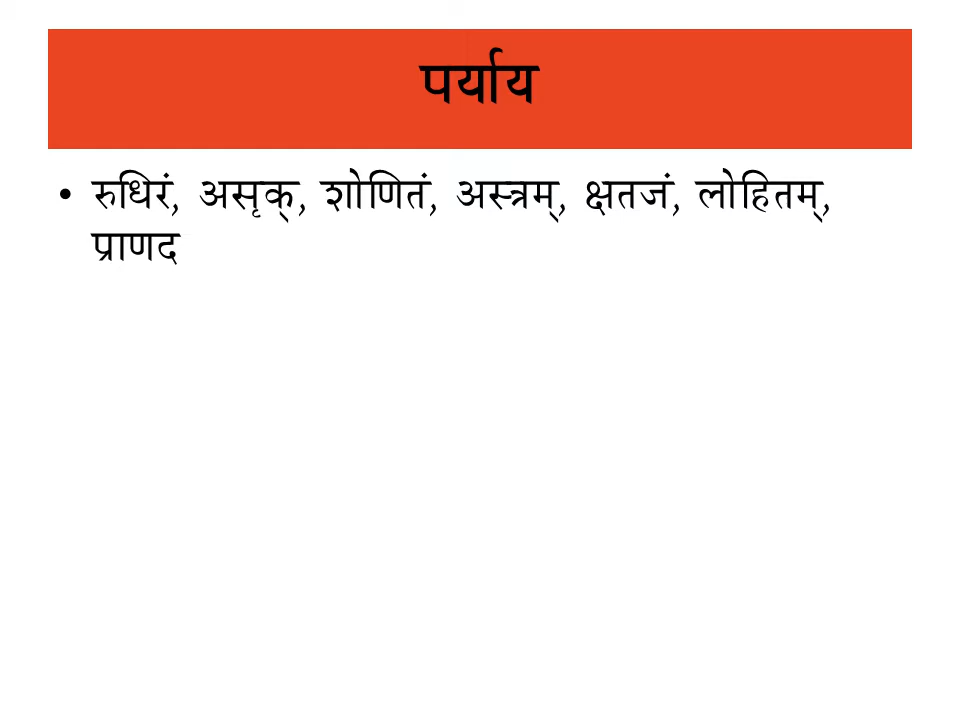 पर्याय
• रुधिरं, असृक्, शोणितं, अस्त्रम्, क्षतजं, लोहितम्,
प्राणद